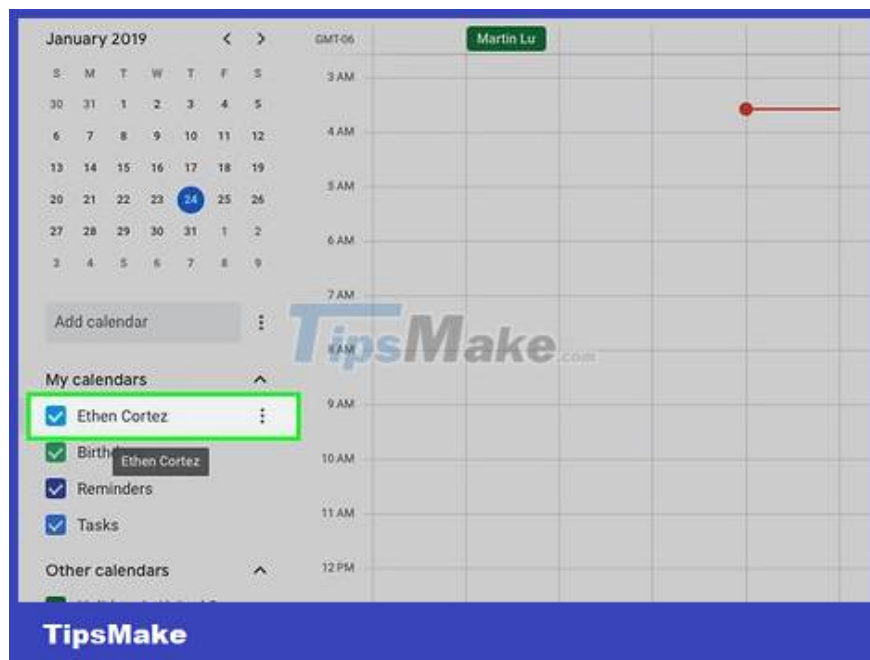 January 2019
S M T W T F S
30 31 1 2 3 4 5
6 7 8 9 10 11 12
13 14 15 16 17 18 19
20 21 22 23 24 25 26
27 28 29 30 31 1 2
3 4 5 6 7 8 9
Add calendar
My calendars
Ethen Cortez
Ethen Cortez
Reminders
Tasks
Other calendars
GMT-06
Martin Lu
3 AM
4 AM
5 AM
6 AM
7 AM
8 AM
9 AM
10 AM
11 AM
12 PM
TipsMake.com
TipsMake